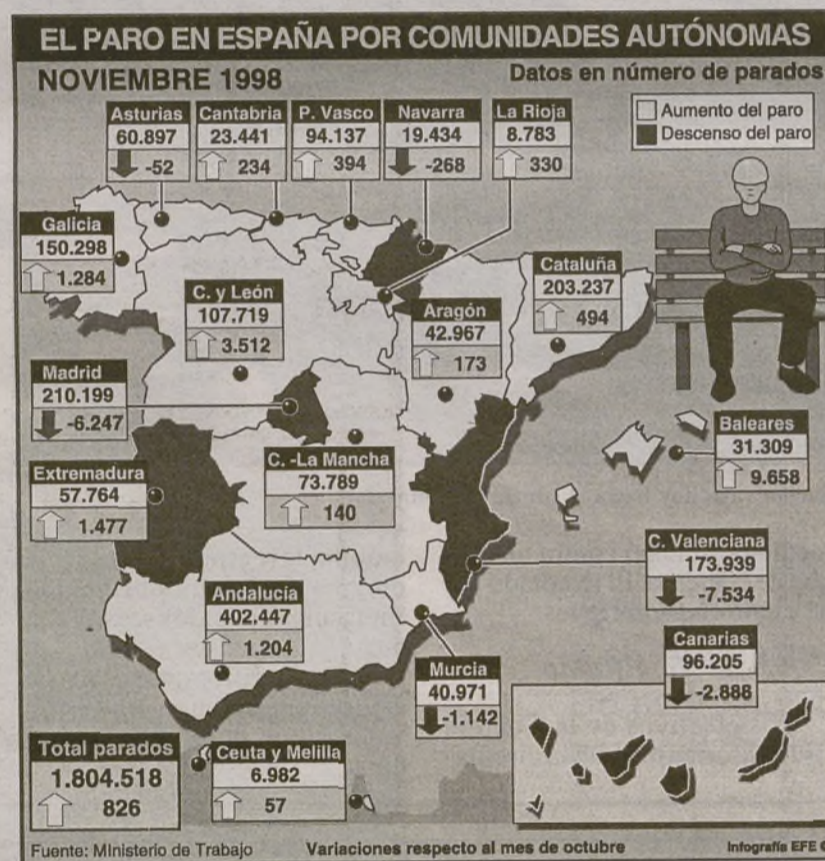 EL PARO EN ESPAÑA POR COMUNIDADES AUTÓNOMAS
NOVIEMBRE 1998
Datos en número de parados
Aumento del paro
Descenso del paro
Asturias
60.897
-52
Cantabria
23.441
234
P. Vasco
94.137
394
Navarra
19.434
-268
La Rioja
8.783
330
Galicia
150.298
1.284
C. y León
107.719
3.512
Aragón
42.967
173
Cataluña
203.237
494
Madrid
210.199
-6.247
Extremadura
57.764
1.477
C. -La Mancha
73.789
140
Baleares
31.309
9.658
C. Valenciana
173.939
-7.534
Andalucía
402.447
1.204
Murcia
40.971
-1.142
Canarias
96.205
-2.888
Total parados
1.804.518
826
Ceuta y Melilla
6.982
57
Fuente: Ministerio de Trabajo
Variaciones respecto al mes de octubre
Infografía EFE ©